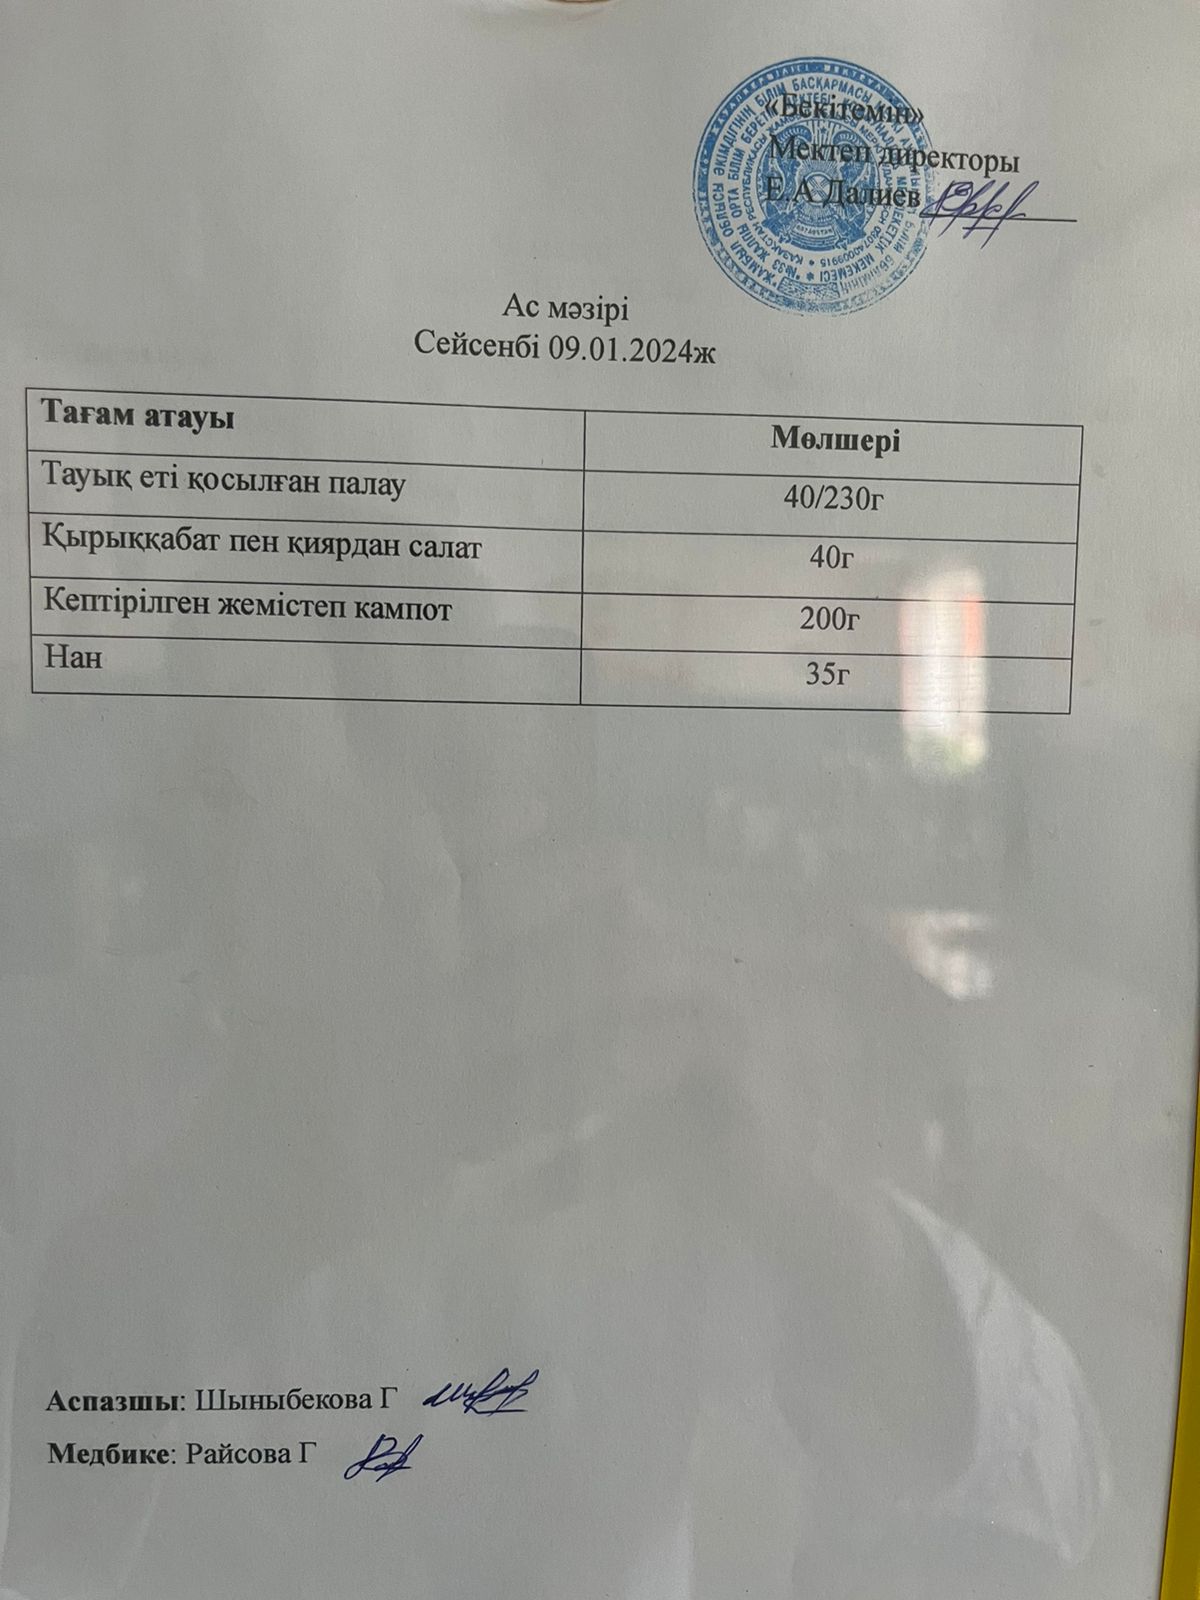 «Бекітемін»
Мектеп директоры
Е.А Далиев
Ас мәзірі
Сейсенбі 09.01.2024ж
Тағам атауы Мөлшері
Тауық еті қосылған палау 40/230г
Қырыққабат пен қиярдан салат 40г
Кептірілген жемістеп кампот 200г
Нан 35г
Аспазшы: Шыныбекова Г
Медбике: Райсова Г